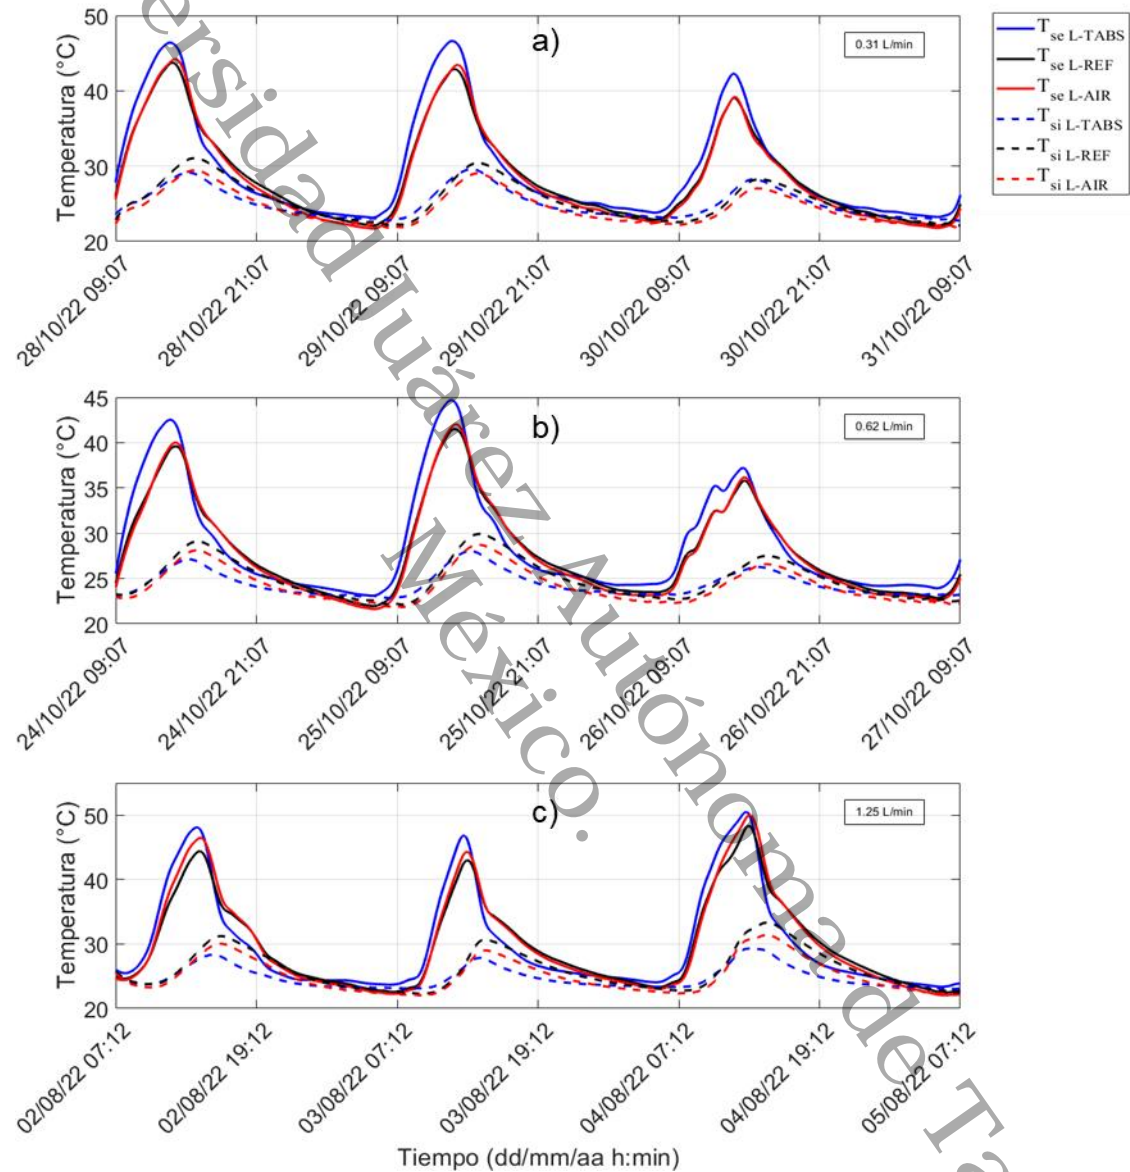 50
40
30
20
Temperatura (°C)
a)
0.31 L/min
T se L-TABS
T se L-REF
T se L-AIR
T si L-TABS
T si L-REF
T si L-AIR
28/10/22 09:07
28/10/22 21:07
29/10/22 09:07
29/10/22 21:07
30/10/22 09:07
30/10/22 21:07
31/10/22 09:07
45
40
35
30
25
20
Temperatura (°C)
b)
0.62 L/min
24/10/22 09:07
24/10/22 21:07
25/10/22 09:07
25/10/22 21:07
26/10/22 09:07
26/10/22 21:07
27/10/22 09:07
50
40
30
20
Temperatura (°C)
c)
1.25 L/min
02/08/22 07:12
02/08/22 19:12
03/08/22 07:12
03/08/22 19:12
04/08/22 07:12
04/08/22 19:12
05/08/22 07:12
Tiempo (dd/mm/aa h:min)
ersidad Juárez Autónoma de Ta
México.